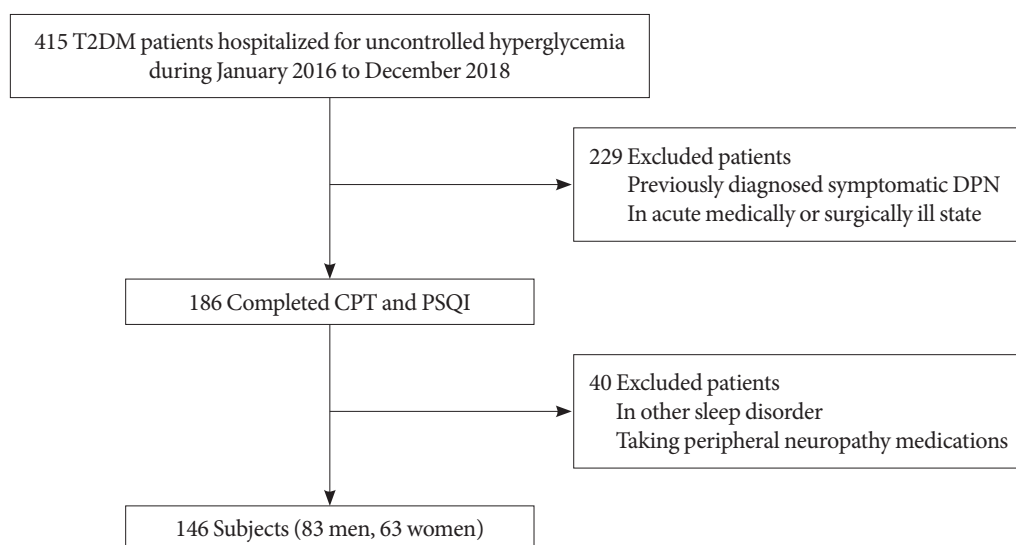 415 T2DM patients hospitalized for uncontrolled hyperglycemia
during January 2016 to December 2018
229 Excluded patients
Previously diagnosed symptomatic DPN
In acute medically or surgically ill state
186 Completed CPT and PSQI
40 Excluded patients
In other sleep disorder
Taking peripheral neuropathy medications
146 Subjects (83 men, 63 women)